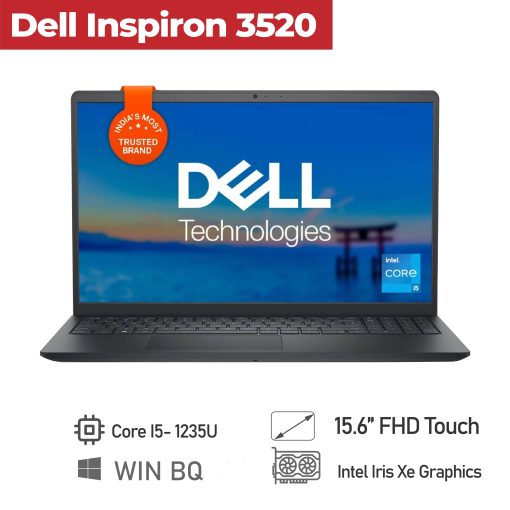 Dell Inspiron 3520
INDIA'S MOST
TRUSTED
BRAND
DELL
Technologies
intel.
CORE
i5
Core I5- 1235U
15.6” FHD Touch
WIN BQ
Intel Iris Xe Graphics